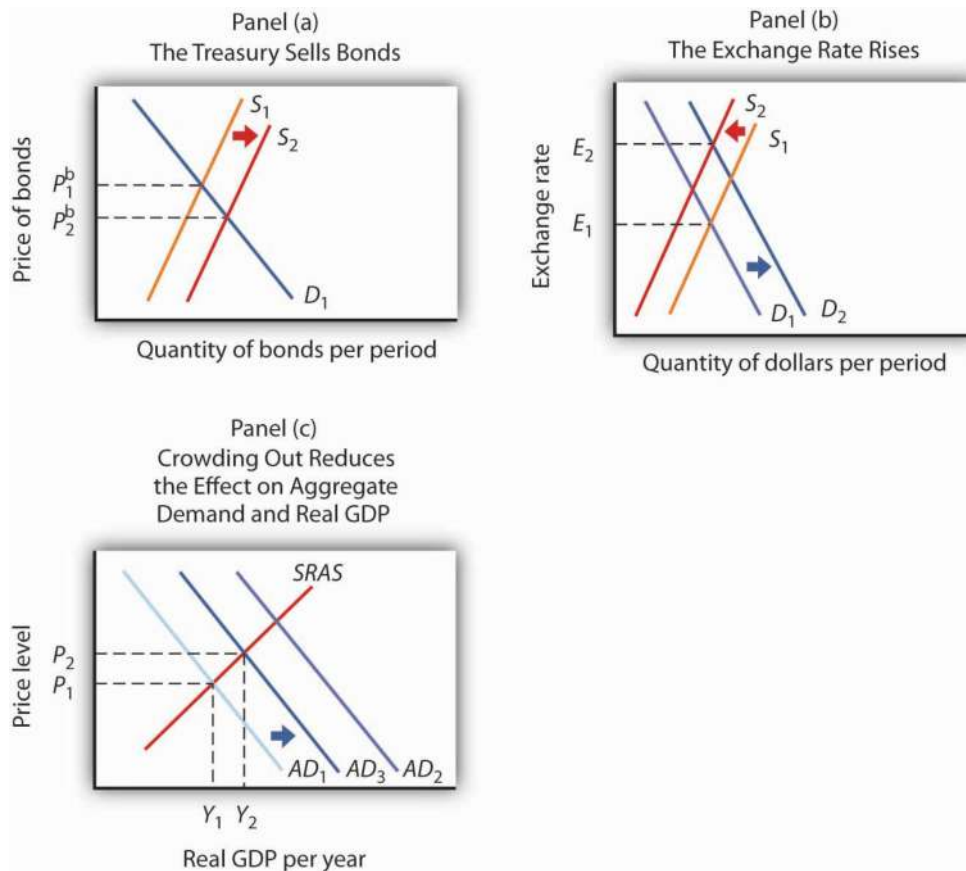 Panel (a)
The Treasury Sells Bonds
Price of bonds
P₁ᵇ
P₂ᵇ
S₁
S₂
D₁
Quantity of bonds per period
Panel (b)
The Exchange Rate Rises
Exchange rate
E₂
E₁
S₂
S₁
D₁
D₂
Quantity of dollars per period
Panel (c)
Crowding Out Reduces
the Effect on Aggregate
Demand and Real GDP
Price level
P₂
P₁
SRAS
AD₁ AD₃ AD₂
Y₁ Y₂
Real GDP per year